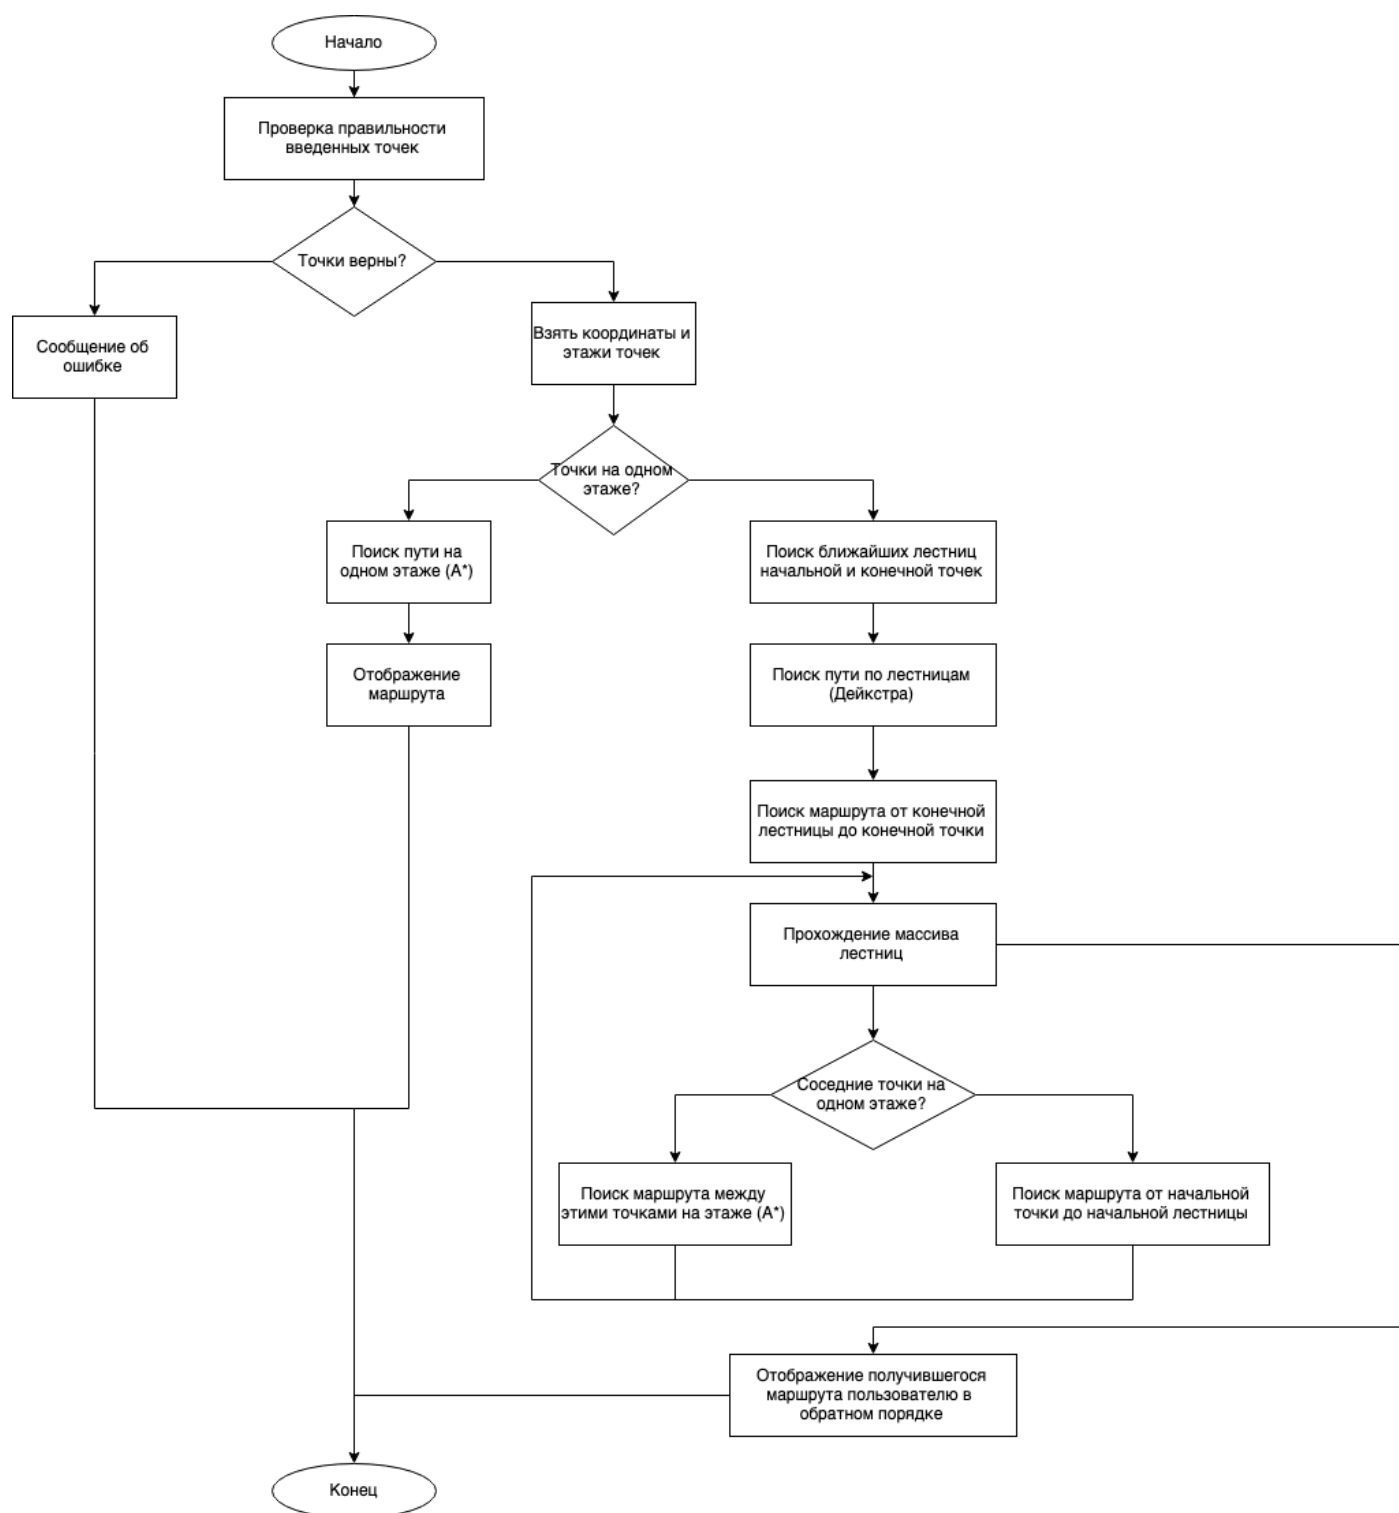 Начало
Проверка правильности
введенных точек
Точки верны?
Сообщение об
ошибке
Взять координаты и
этажи точек
Точки на одном
этаже?
Поиск пути на
одном этаже (A*)
Поиск ближайших лестниц
начальной и конечной точек
Отображение
маршрута
Поиск пути по лестницам
(Дейкстра)
Поиск маршрута от конечной
лестницы до конечной точки
Прохождение массива
лестниц
Соседние точки на
одном этаже?
Поиск маршрута между
этими точками на этаже (A*)
Поиск маршрута от начальной
точки до начальной лестницы
Отображение получившегося
маршрута пользователю в
обратном порядке
Конец